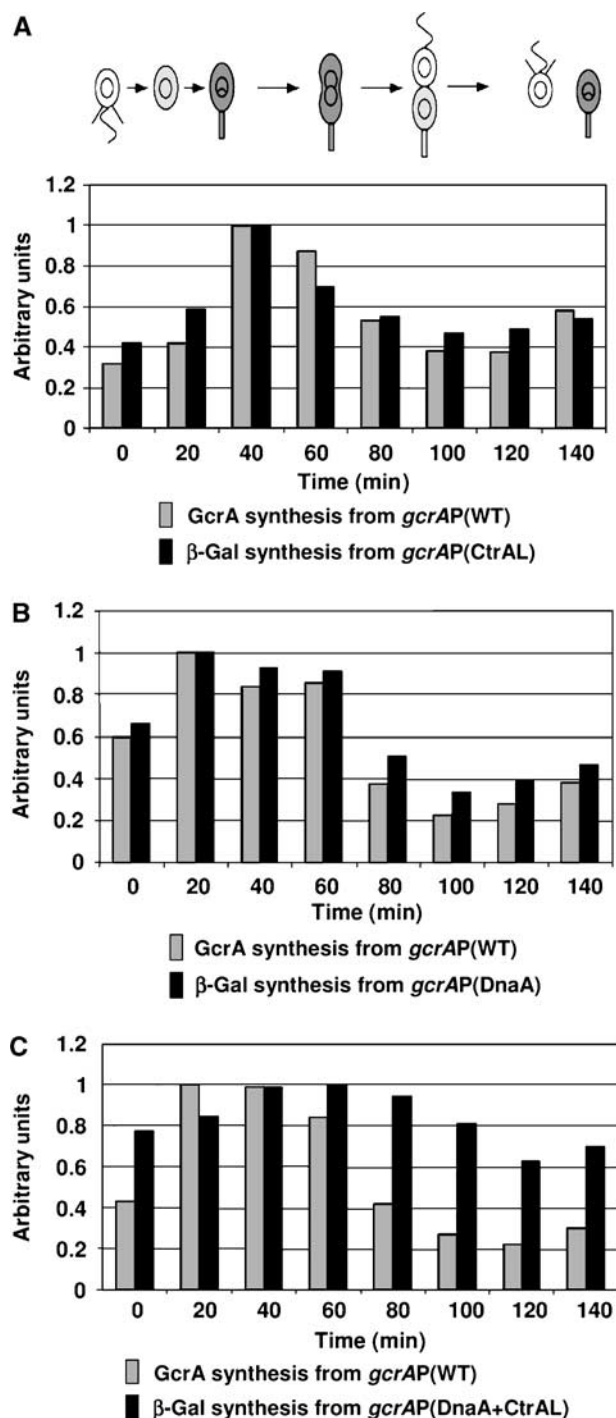 A
1.2
1
0.8
0.6
0.4
0.2
0
Arbitrary units
0 20 40 60 80 100 120 140
Time (min)
GcrA synthesis from gcrAP(WT)
β-Gal synthesis from gcrAP(CtrAL)
B
1.2
1
0.8
0.6
0.4
0.2
0
Arbitrary units
0 20 40 60 80 100 120 140
Time (min)
GcrA synthesis from gcrAP(WT)
β-Gal synthesis from gcrAP(DnaA)
C
1.2
1
0.8
0.6
0.4
0.2
0
Arbitrary units
0 20 40 60 80 100 120 140
Time (min)
GcrA synthesis from gcrAP(WT)
β-Gal synthesis from gcrAP(DnaA+CtrAL)